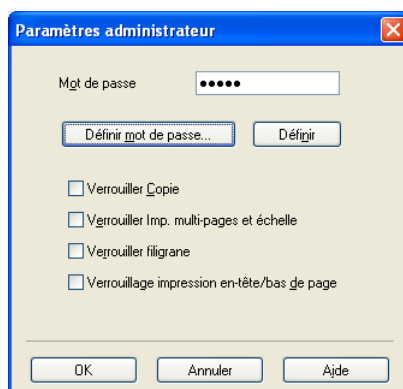 Paramètres administrateur
Mot de passe •••••
Définir mot de passe... Définir
Verrouiller Copie
Verrouiller Imp. multi-pages et échelle
Verrouiller filigrane
Verrouillage impression en-tête/bas de page
OK Annuler Aide